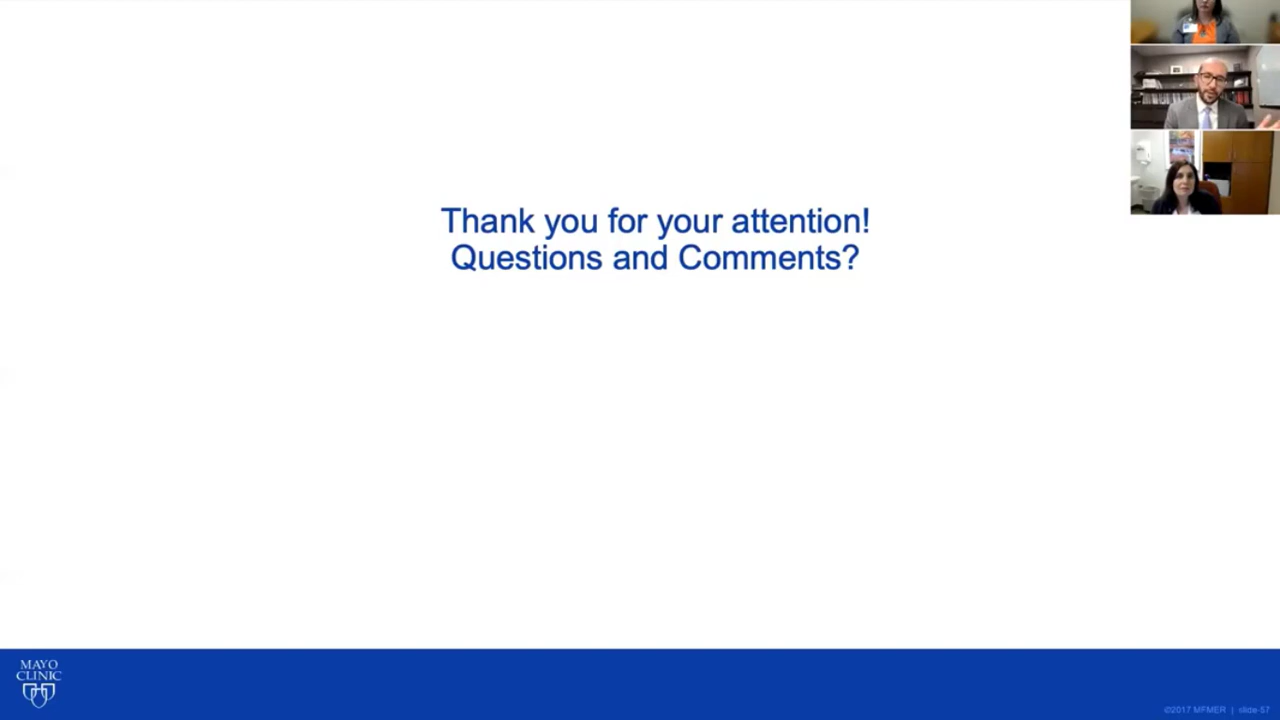 Thank you for your attention!
Questions and Comments?
MAYO
CLINIC
©2017 MFMER | slide-57